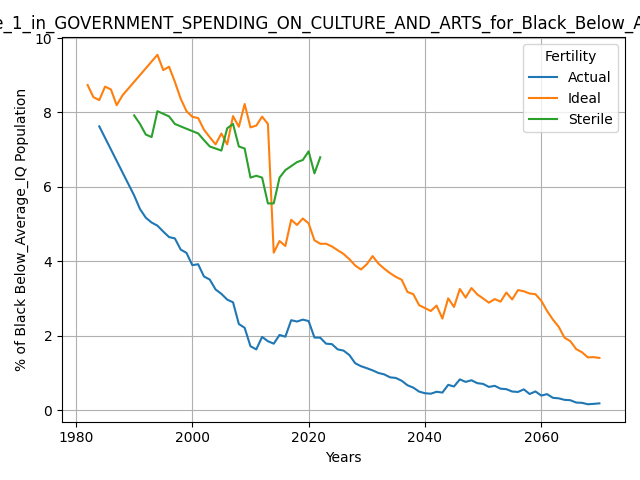 e_1_in_GOVERNMENT_SPENDING_ON_CULTURE_AND_ARTS_for_Black_Below_A
10
8
6
4
2
0
% of Black Below_Average_IQ Population
Fertility
Actual
Ideal
Sterile
1980
2000
2020
2040
2060
Years